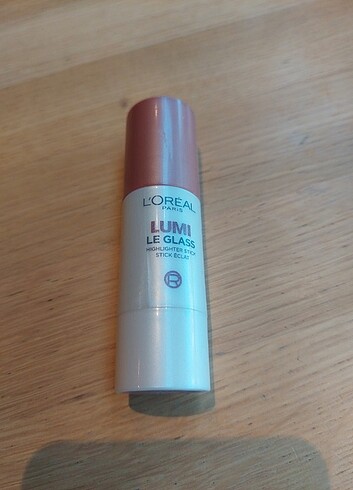 L'ORÉAL
PARIS
LUMI
LE GLASS
HIGHLIGHTER STICK
STICK ÉCLAT